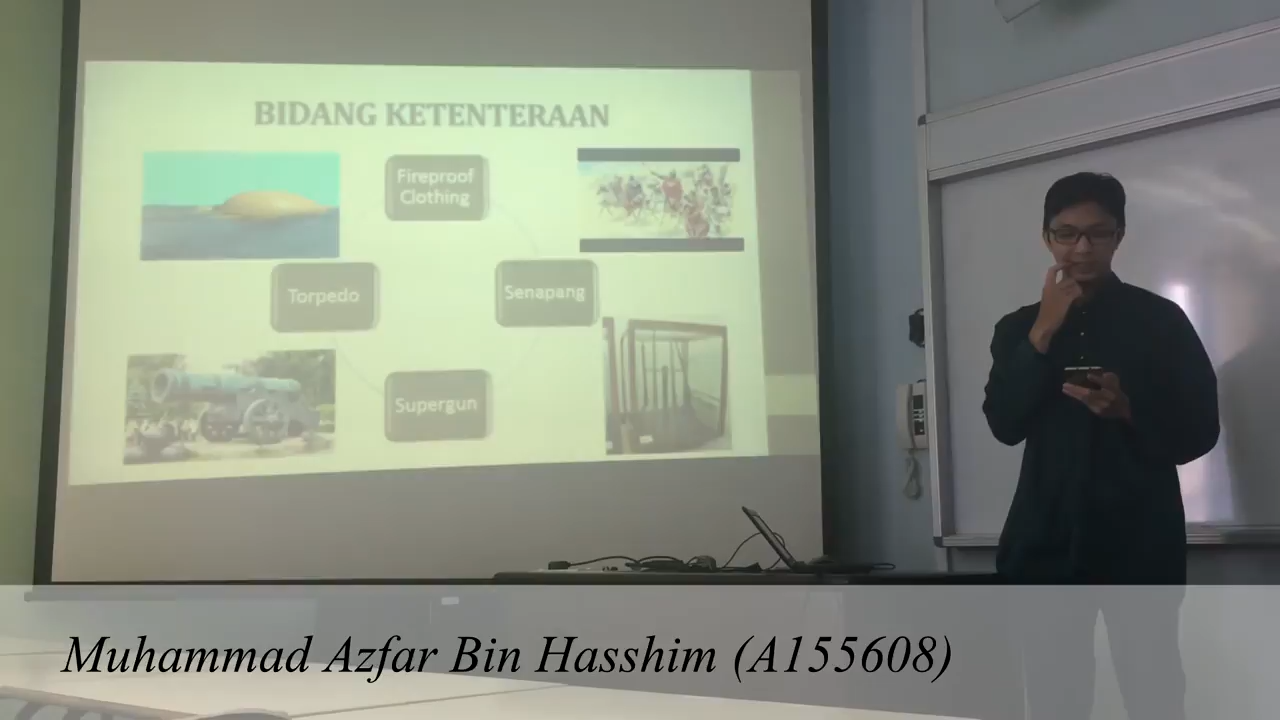 BIDANG KETENTERAAN
Fireproof
Clothing
Torpedo
Senapang
Supergun
Muhammad Azfar Bin Hasshim (A155608)